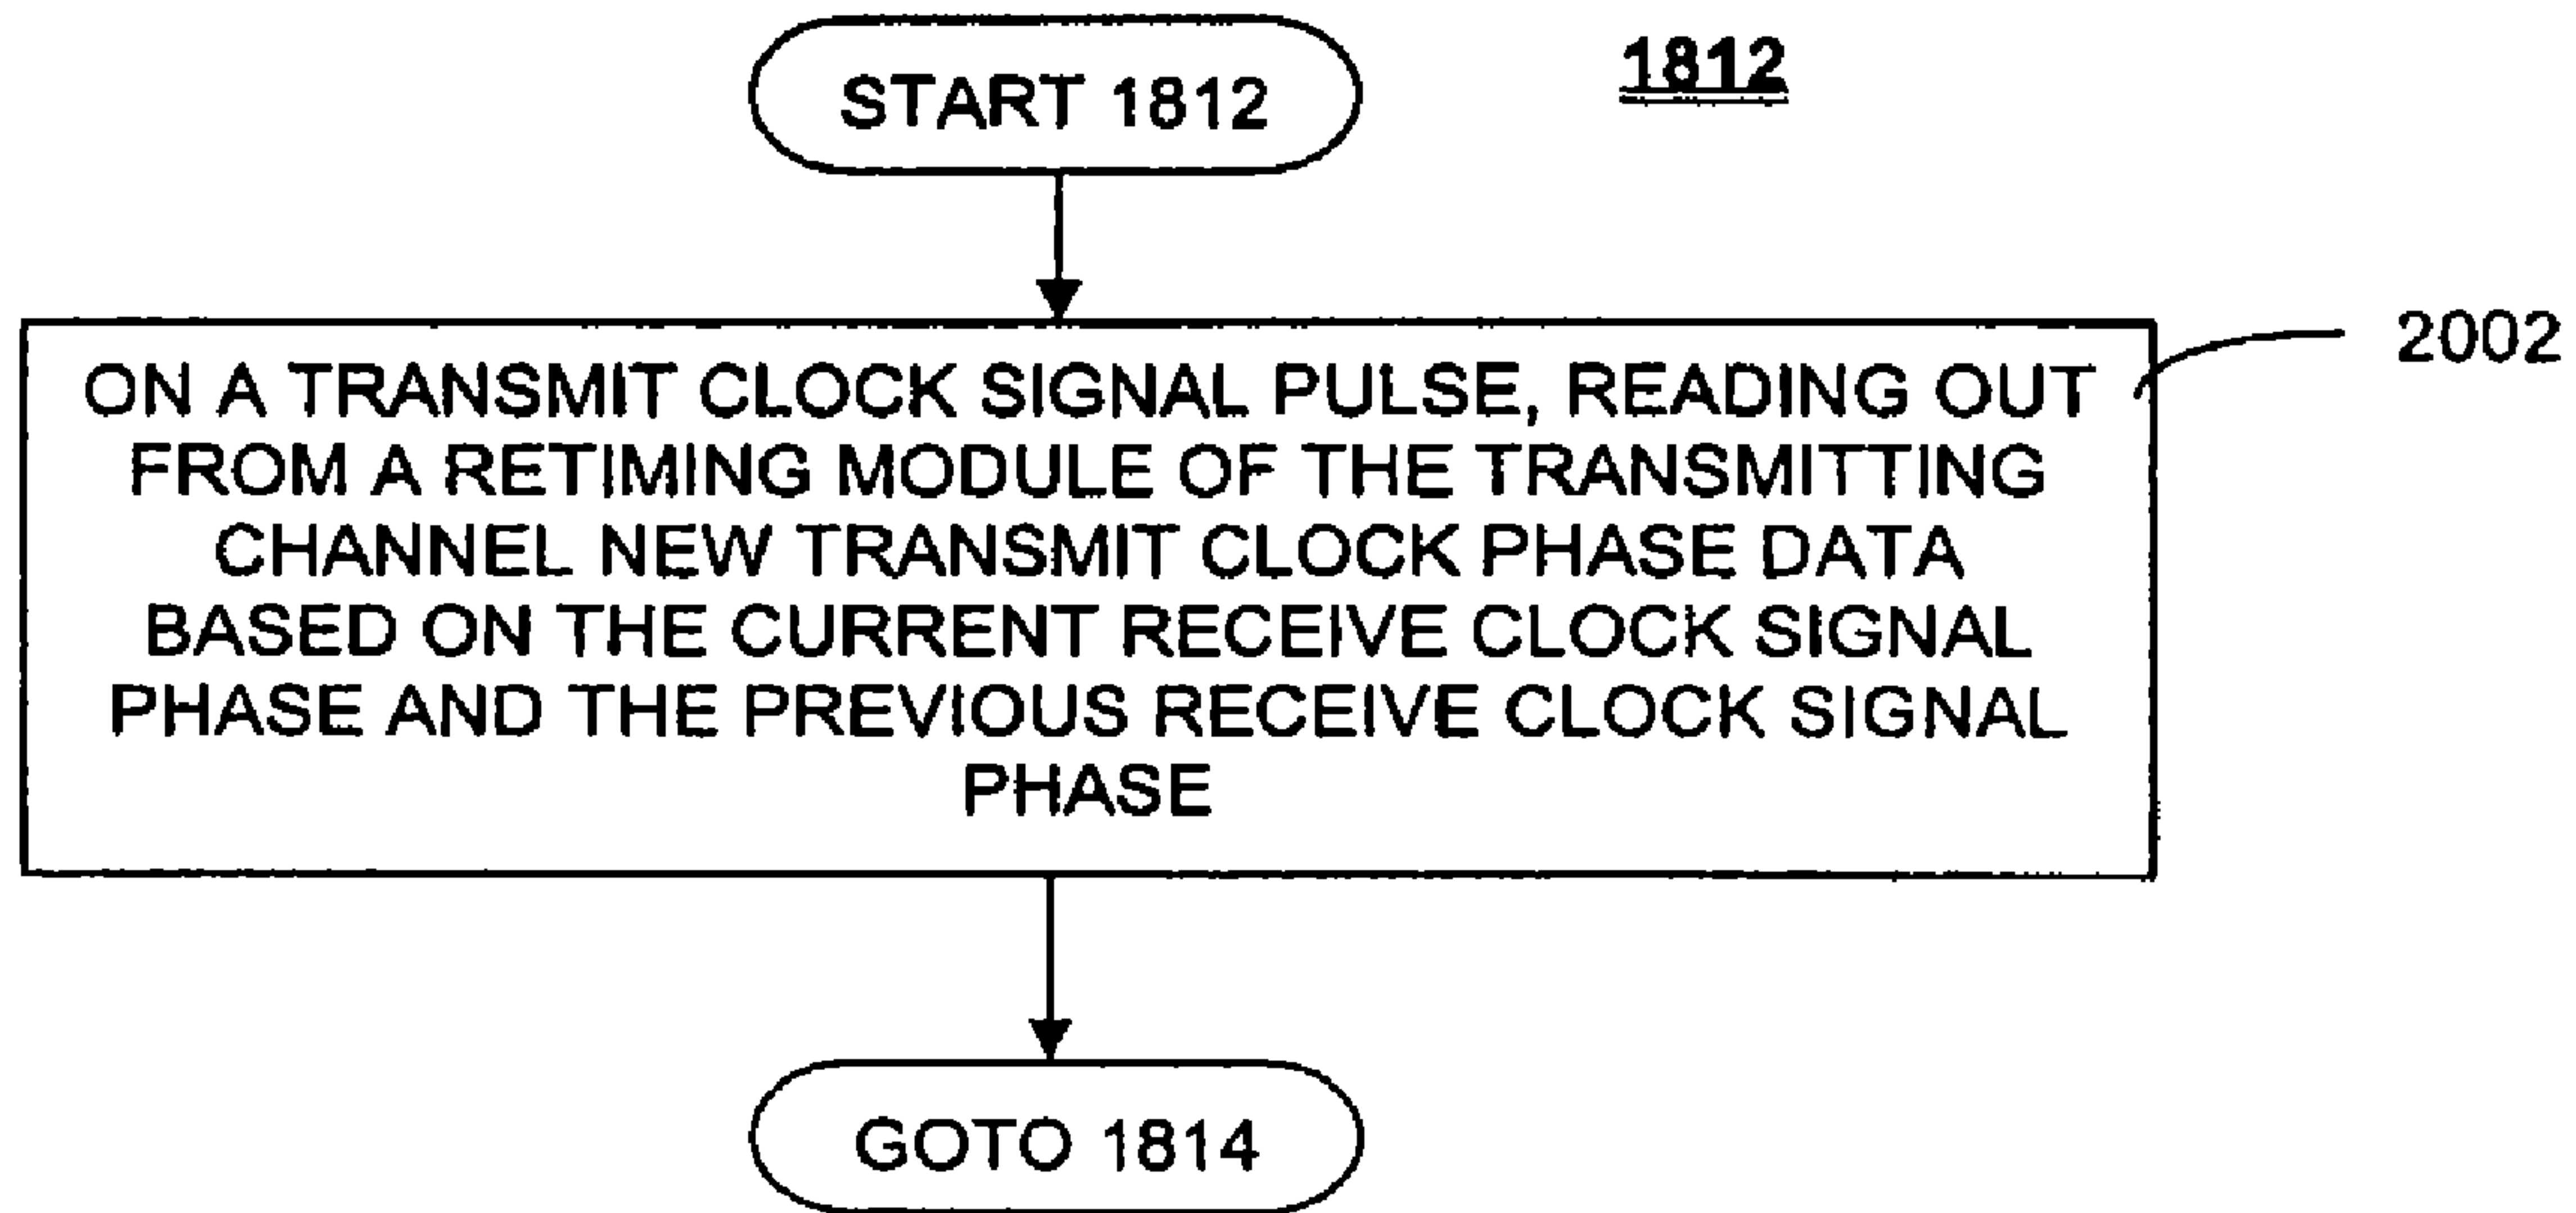 START 1812
1812
2002
ON A TRANSMIT CLOCK SIGNAL PULSE, READING OUT
FROM A RETIMING MODULE OF THE TRANSMITTING
CHANNEL NEW TRANSMIT CLOCK PHASE DATA
BASED ON THE CURRENT RECEIVE CLOCK SIGNAL
PHASE AND THE PREVIOUS RECEIVE CLOCK SIGNAL
PHASE
GOTO 1814